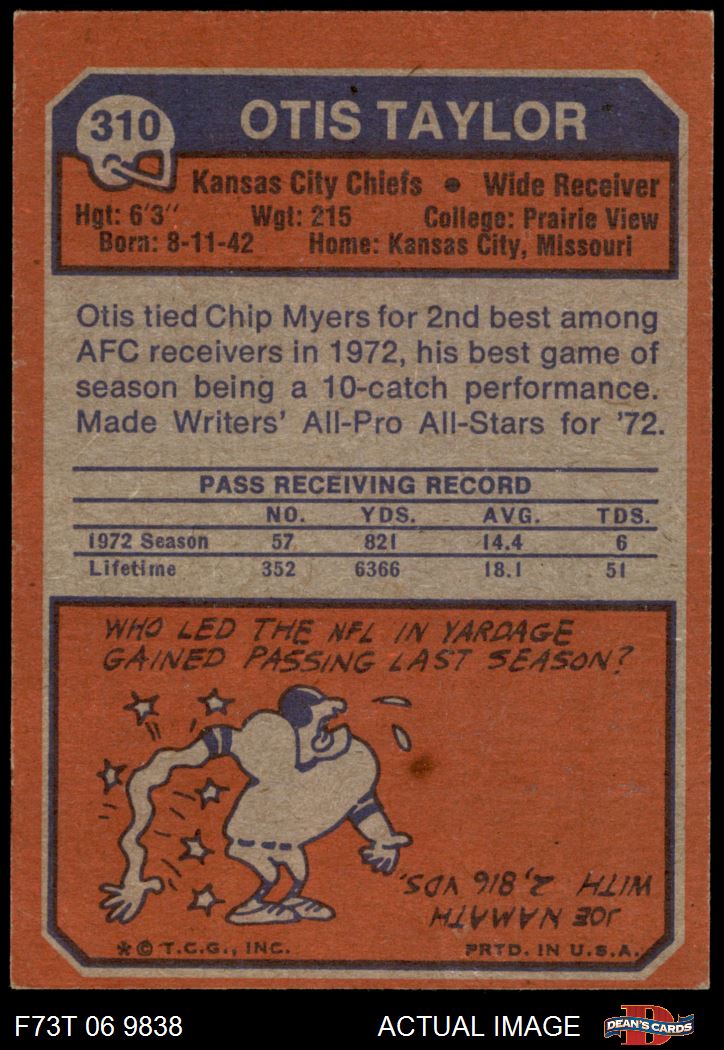 310
OTIS TAYLOR
Kansas City Chiefs • Wide Receiver
Hgt: 6'3'' Wgt: 215 College: Prairie View
Born: 8-11-42 Home: Kansas City, Missouri
Otis tied Chip Myers for 2nd best among
AFC receivers in 1972, his best game of
season being a 10-catch performance.
Made Writers' All-Pro All-Stars for '72.
PASS RECEIVING RECORD
NO. YDS. AVG. TDS.
1972 Season 57 821 14.4 6
Lifetime 352 6366 18.1 51
WHO LED THE NFL IN YARDAGE
GAINED PASSING LAST SEASON?
JOE NAMATH
WITH 2,816 YDS.
*© T.C.G., INC. PRTD. IN U.S.A.
F73T 06 9838 ACTUAL IMAGE D DEAN'S CARDS